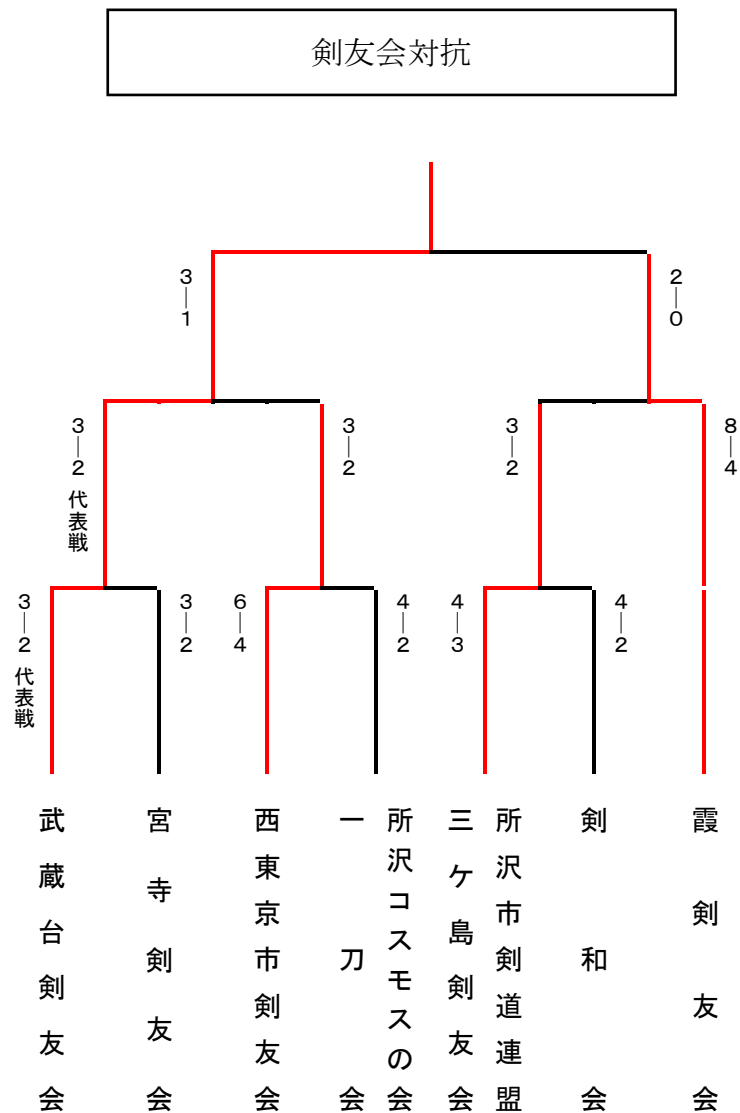 剣友会対抗
３―１
２―０
３―２ 代表戦
３―２
３―２
８―４
３―２ 代表戦
３―２
６―４
４―２
４―３
４―２
武蔵台剣友会
宮寺剣友会
西東京市剣友会
所沢コスモスの会
一刀会
所沢市剣道連盟
三ケ島剣友会
剣和会
霞剣友会